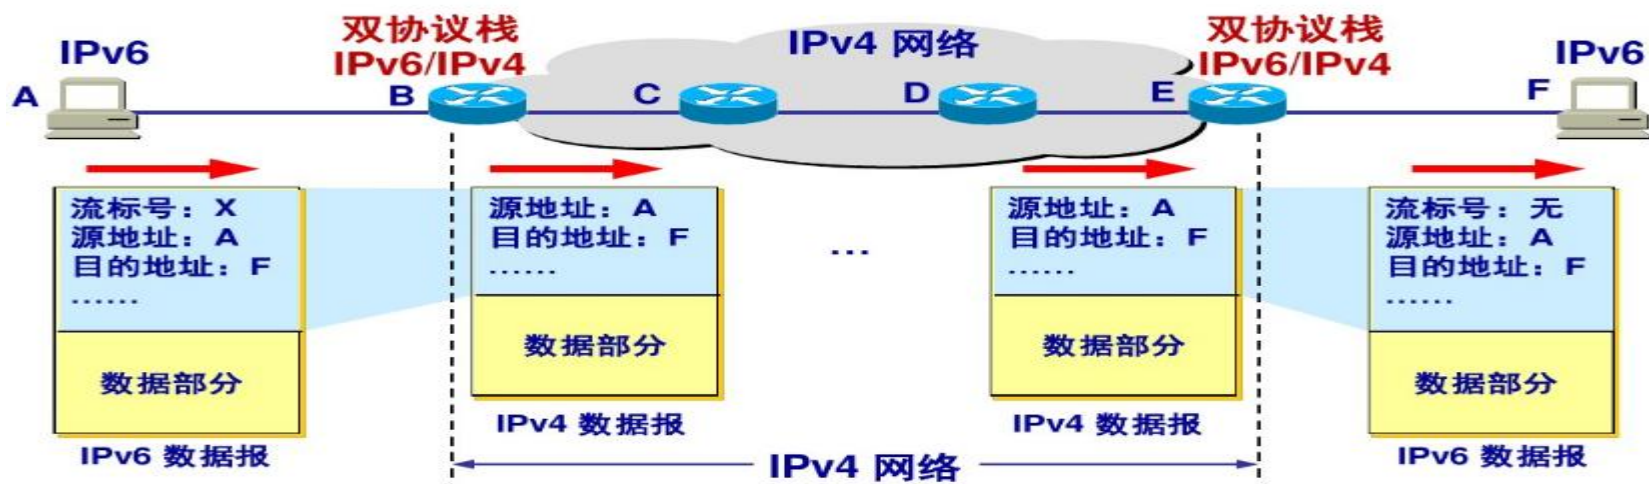 IPv6
A
双协议栈
IPv6/IPv4
B
IPv4 网络
C
D
双协议栈
IPv6/IPv4
E
IPv6
F
流标号：X
源地址：A
目的地址：F
……
数据部分
IPv6 数据报
源地址：A
目的地址：F
……
数据部分
IPv4 数据报
…
源地址：A
目的地址：F
……
数据部分
IPv4 数据报
流标号：无
源地址：A
目的地址：F
……
数据部分
IPv6 数据报
IPv4 网络